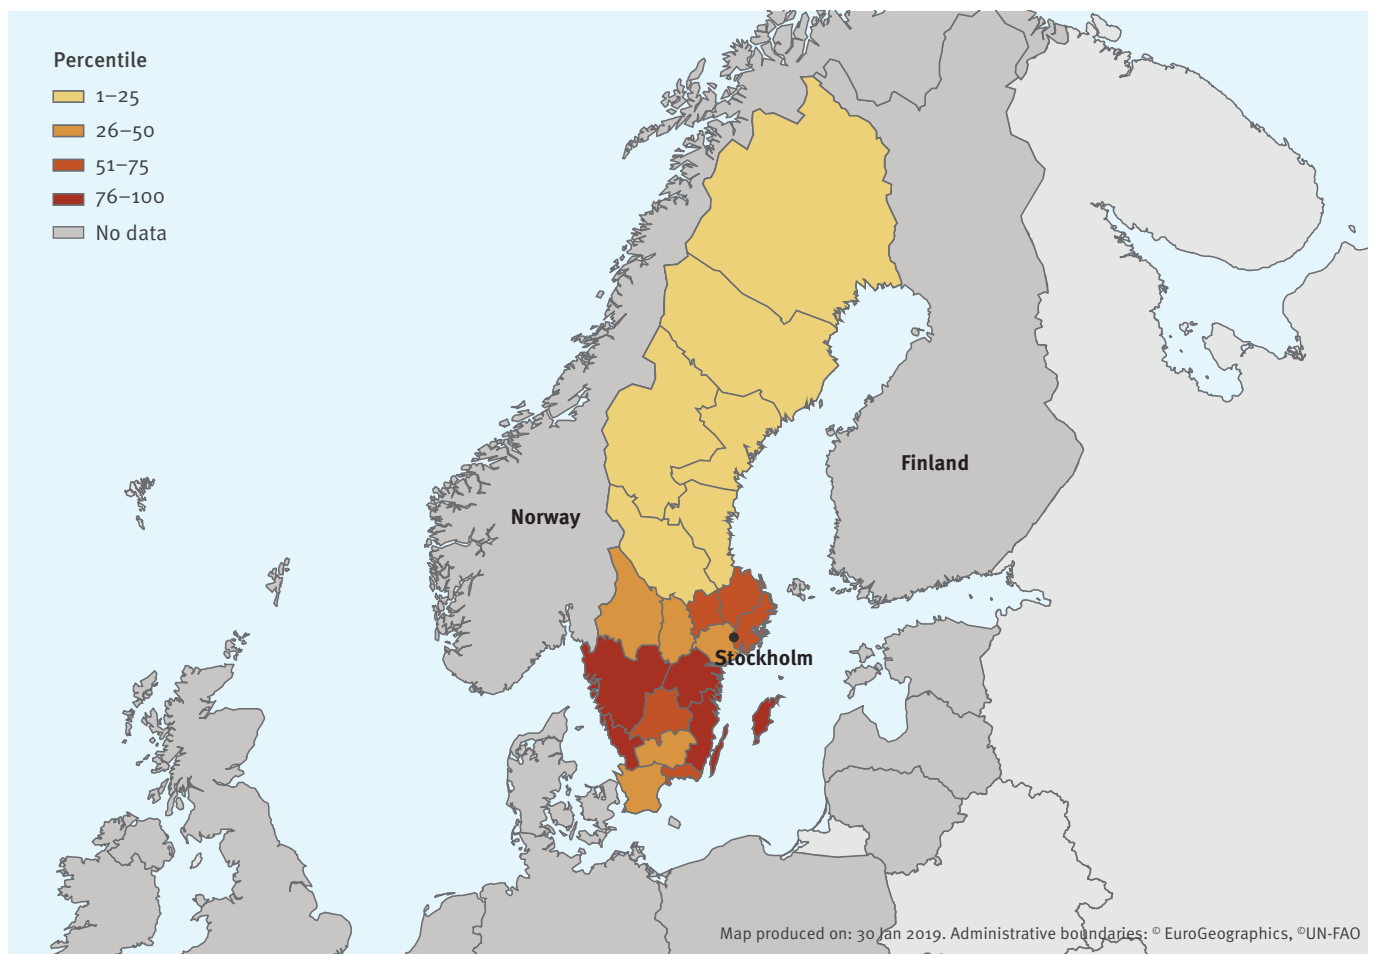 Percentile
1–25
26–50
51–75
76–100
No data
Finland
Norway
Stockholm
Map produced on: 30 Jan 2019. Administrative boundaries: © EuroGeographics, ©UN-FAO